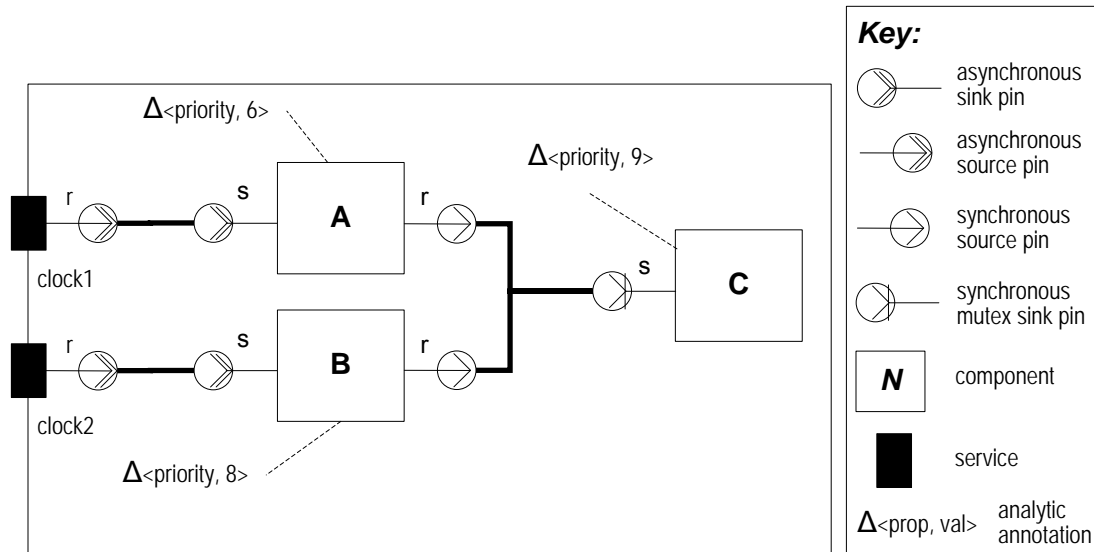 Δ<priority, 6>
Δ<priority, 9>
r
s
A
r
clock1
s
C
r
s
B
r
clock2
Δ<priority, 8>
Key:
asynchronous
sink pin
asynchronous
source pin
synchronous
source pin
synchronous
mutex sink pin
N
component
service
Δ<prop, val>
analytic
annotation